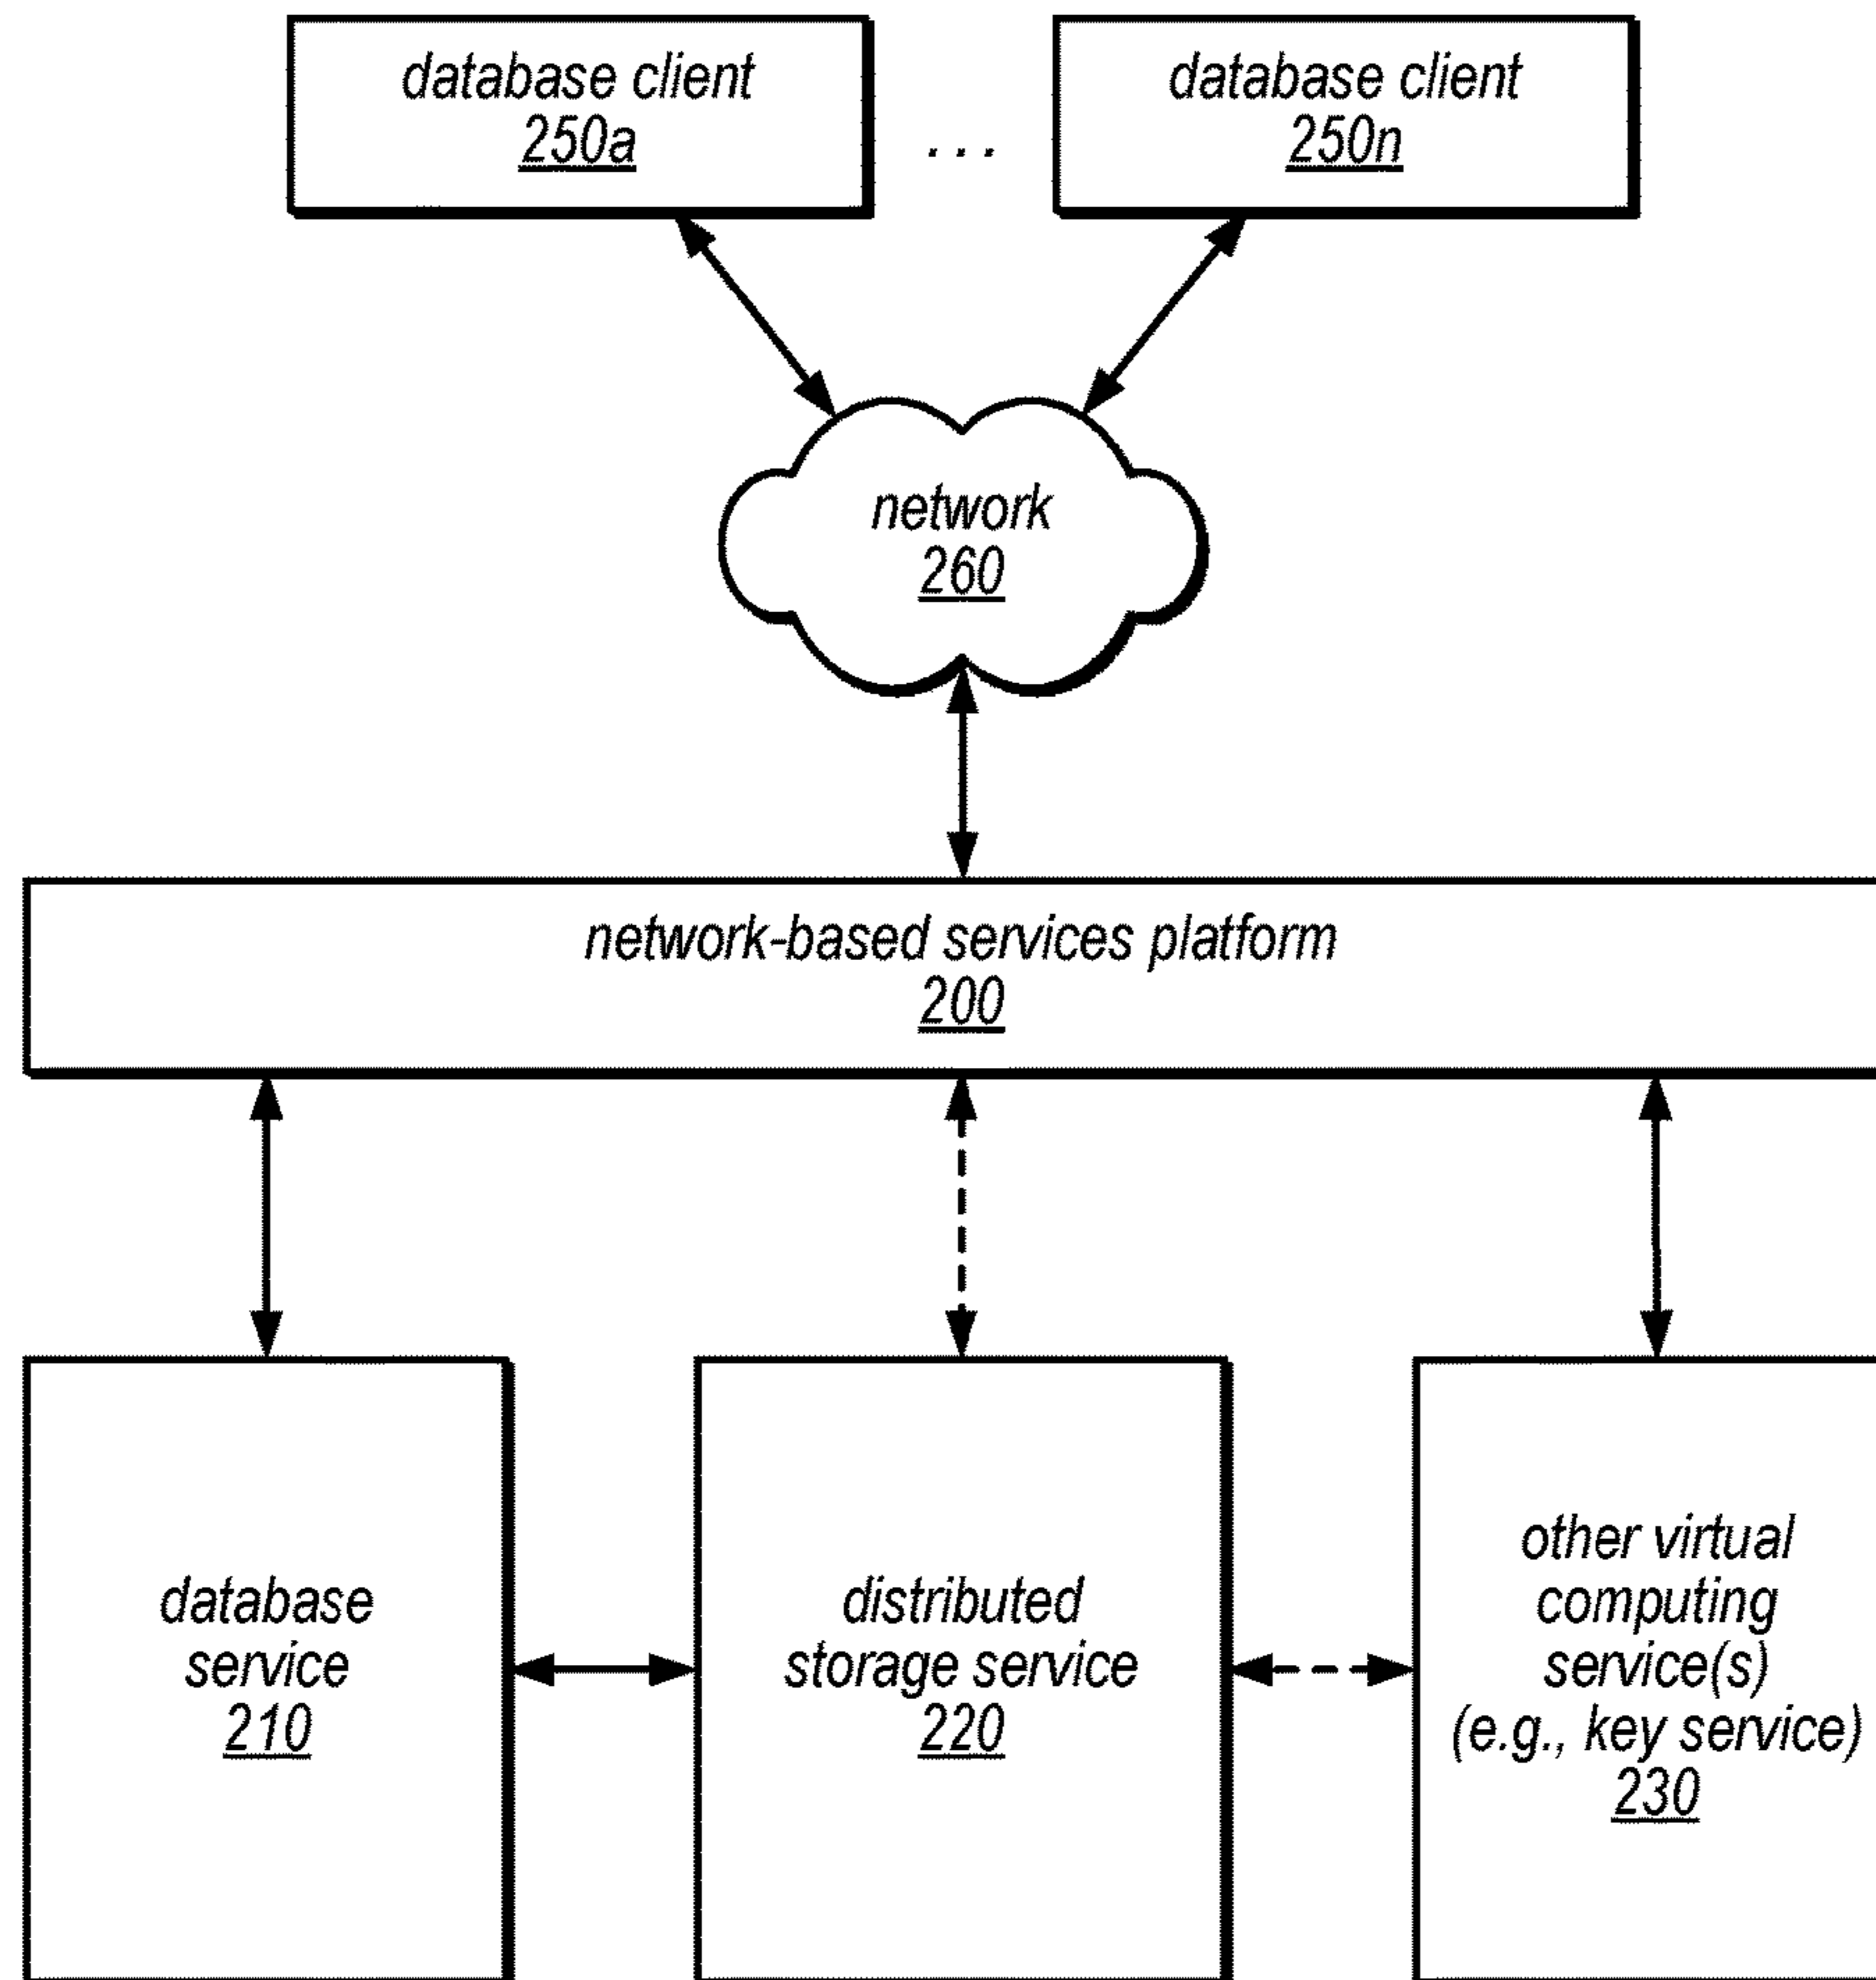 database client
250a
. . .
database client
250n
network
260
network-based services platform
200
database
service
210
distributed
storage service
220
other virtual
computing
service(s)
(e.g., key service)
230